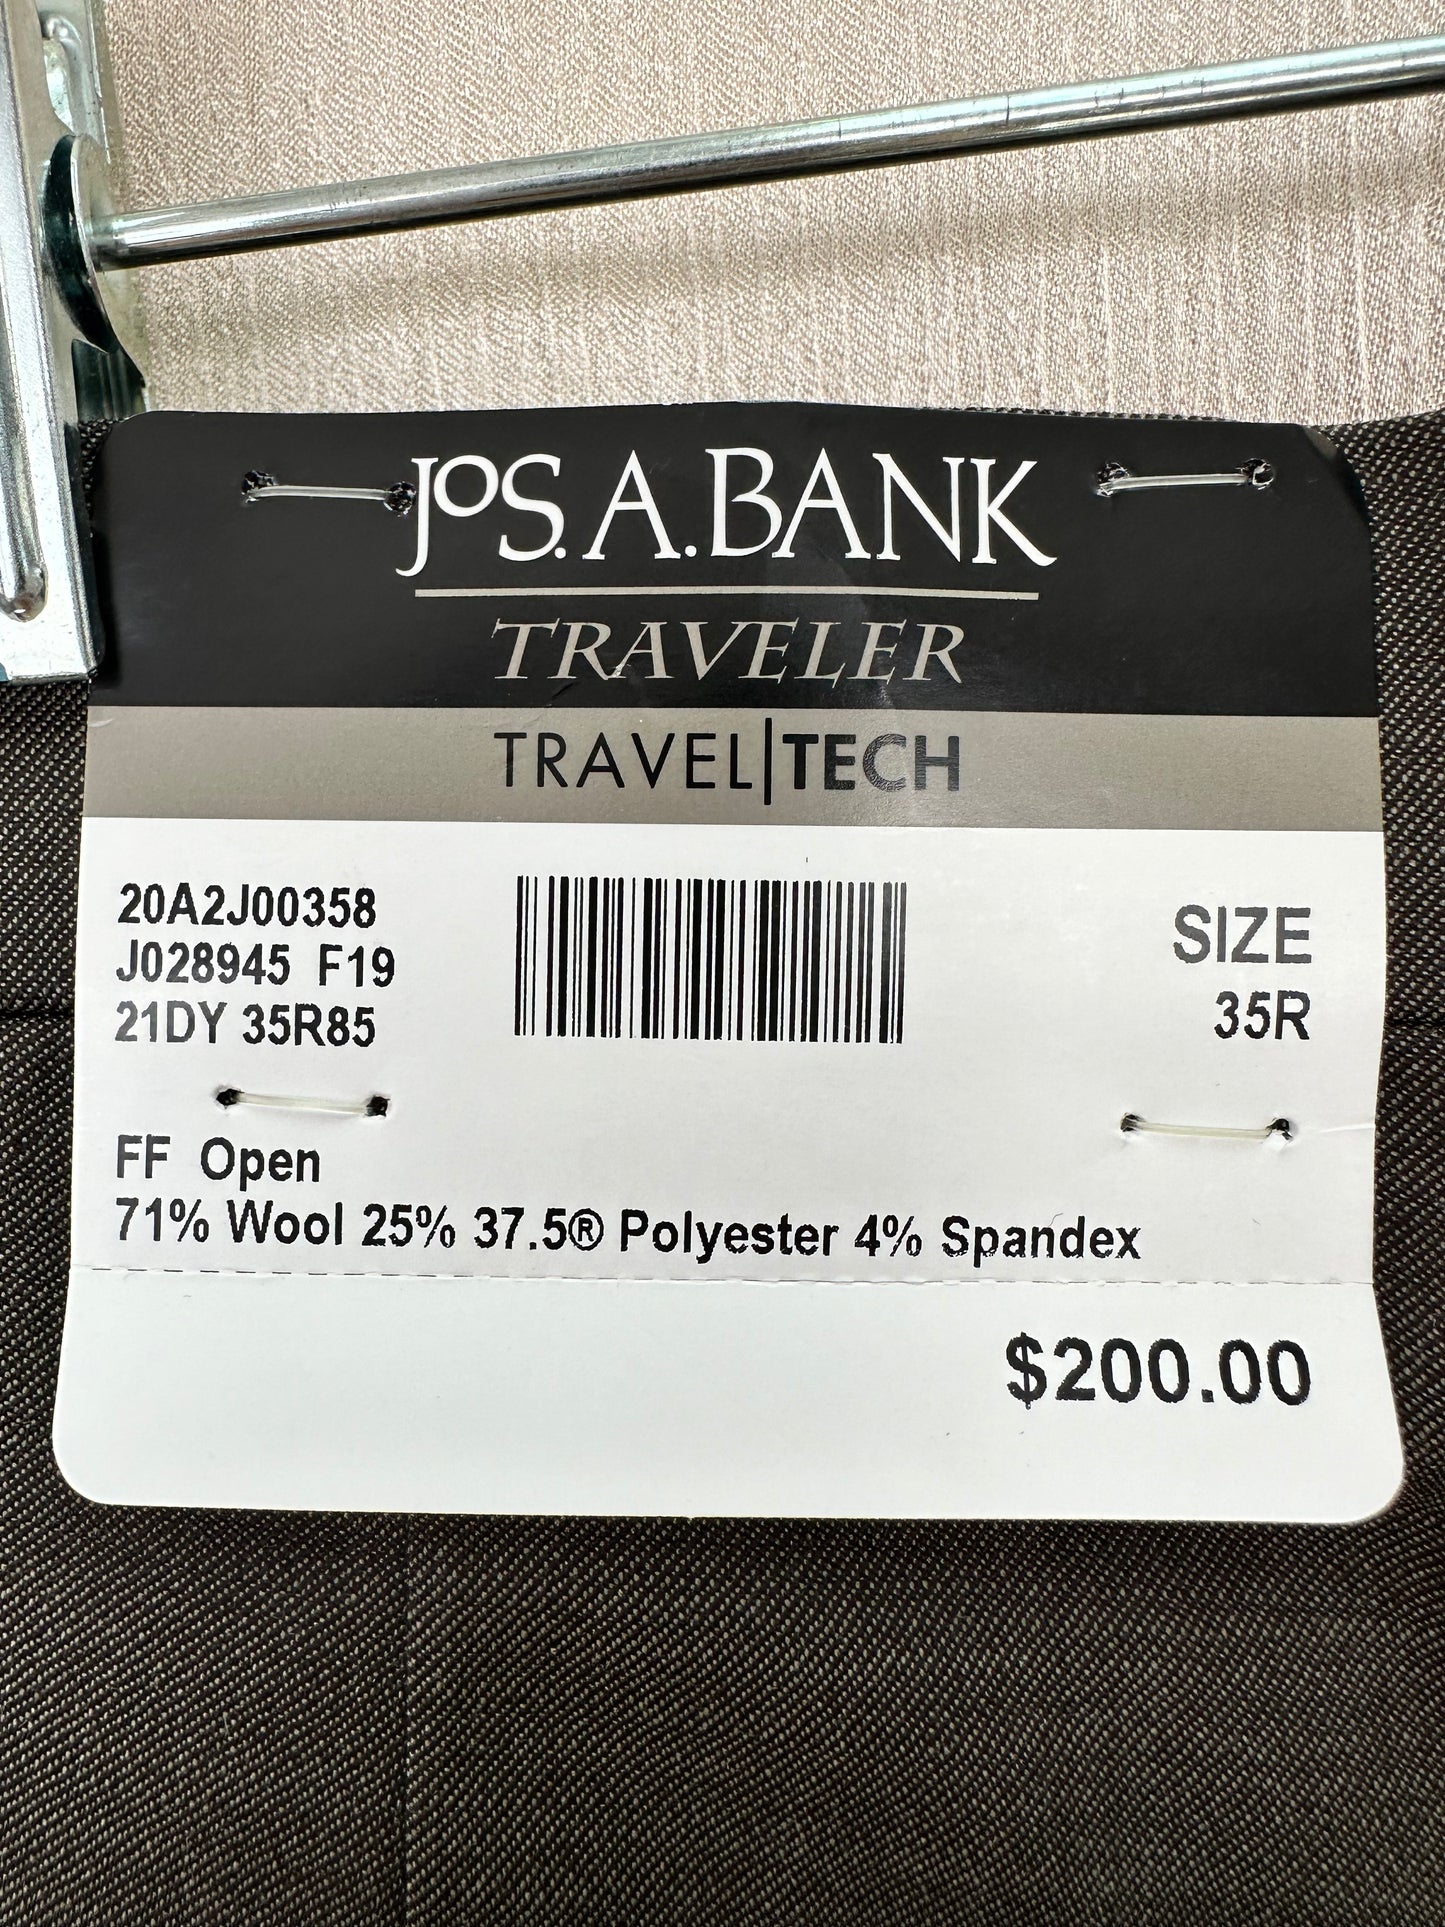 JOS. A. BANK
TRAVELER
TRAVEL|TECH
20A2J00358
J028945 F19
21DY 35R85
SIZE
35R
FF Open
71% Wool 25% 37.5® Polyester 4% Spandex
$200.00